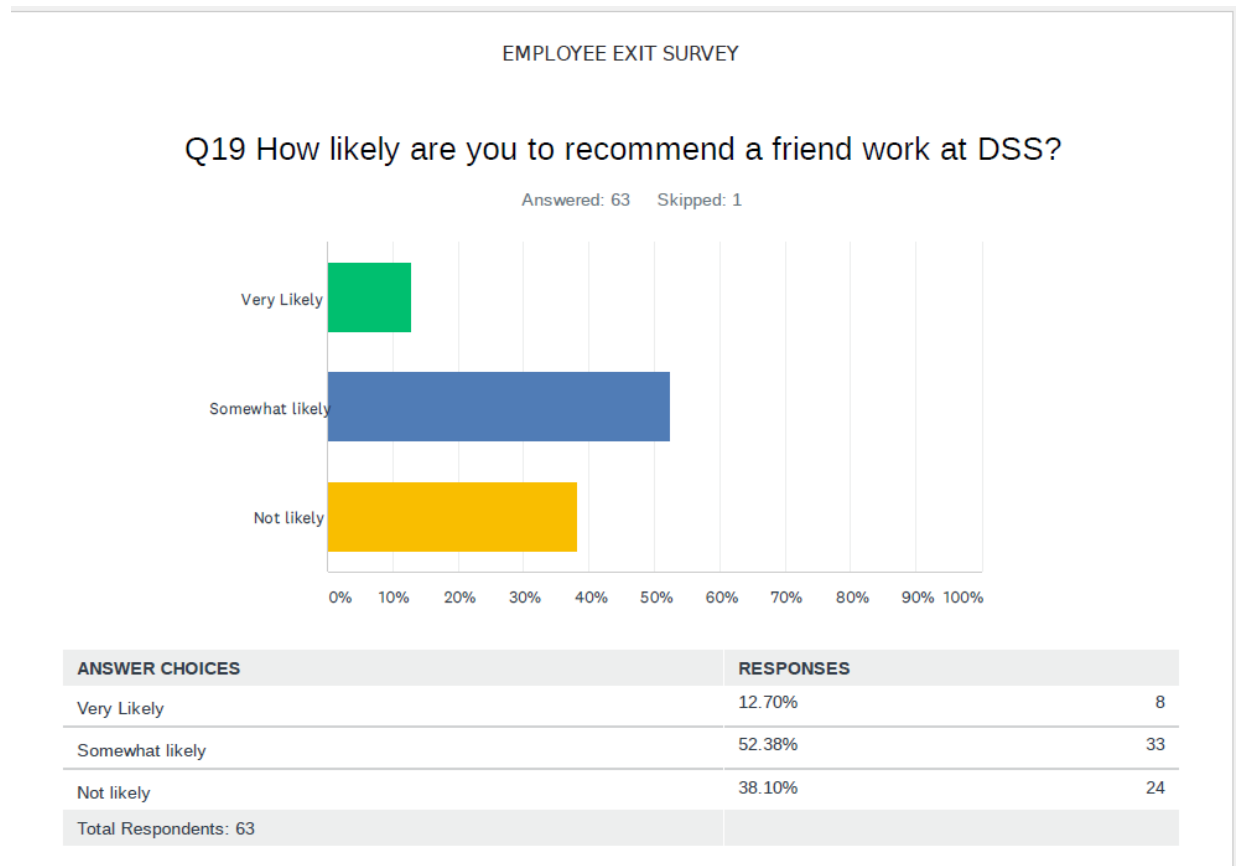 EMPLOYEE EXIT SURVEY
Q19 How likely are you to recommend a friend work at DSS?
Answered: 63 Skipped: 1
Very Likely
Somewhat likely
Not likely
0% 10% 20% 30% 40% 50% 60% 70% 80% 90% 100%
ANSWER CHOICES RESPONSES
Very Likely 12.70% 8
Somewhat likely 52.38% 33
Not likely 38.10% 24
Total Respondents: 63